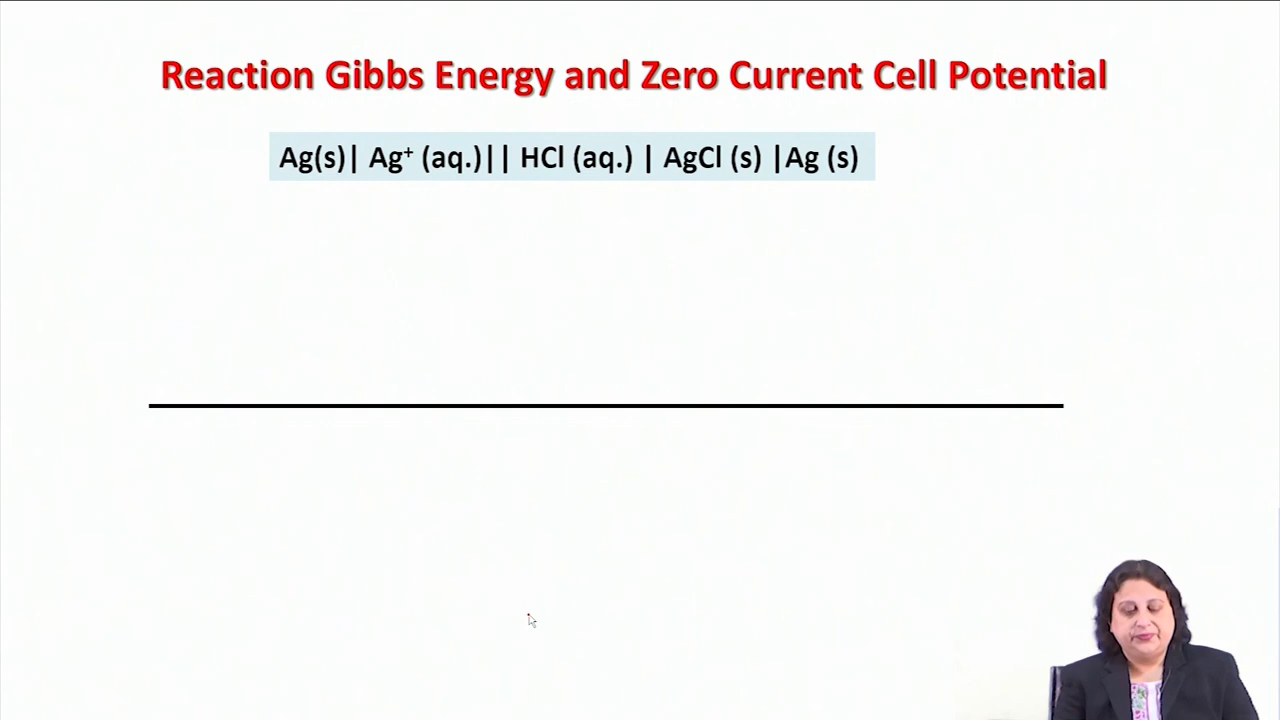 Reaction Gibbs Energy and Zero Current Cell Potential
Ag(s)| Ag⁺ (aq.)|| HCl (aq.) | AgCl (s) |Ag (s)